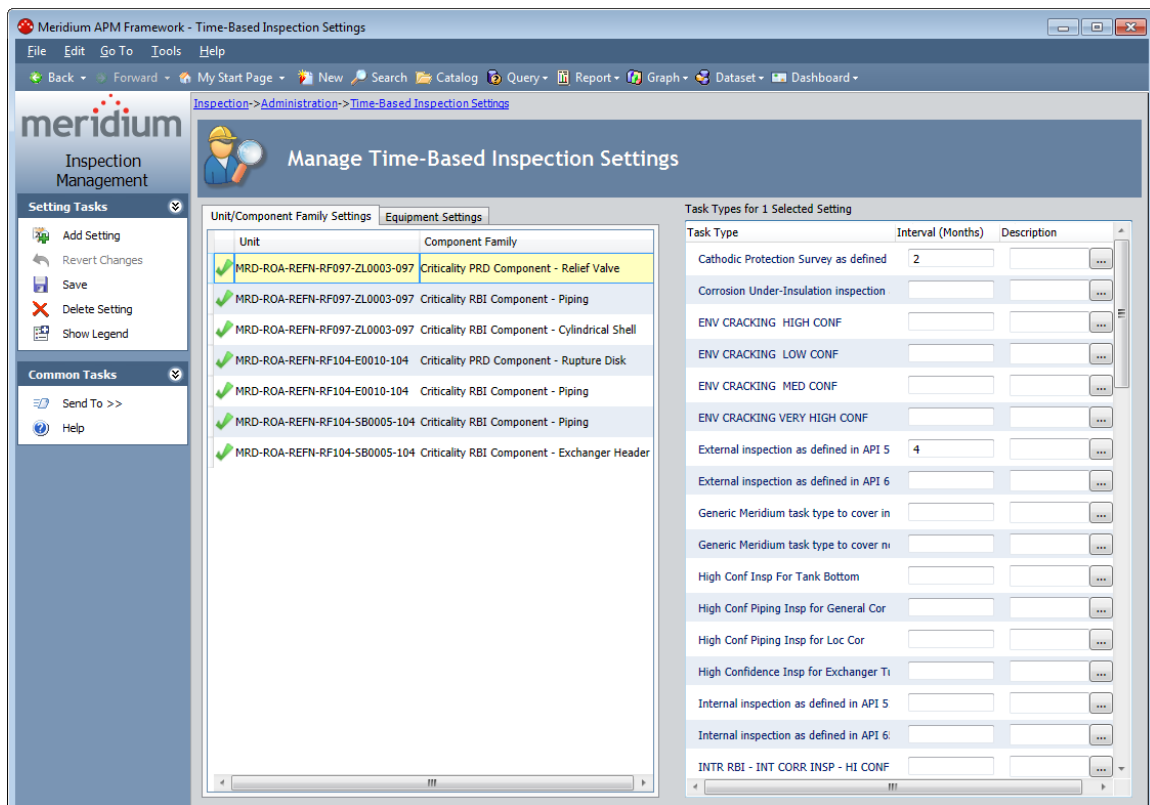 Meridium APM Framework - Time-Based Inspection Settings
File Edit Go To Tools Help
Back Forward My Start Page New Search Catalog Query Report Graph Dataset Dashboard
meridium
Inspection
Management
Setting Tasks
Add Setting
Revert Changes
Save
Delete Setting
Show Legend
Common Tasks
Send To >>
Help
Inspection->Administration->Time-Based Inspection Settings
Manage Time-Based Inspection Settings
Unit/Component Family Settings Equipment Settings
Unit Component Family
MRD-ROA-REFN-RF097-ZL0003-097 Criticality PRD Component - Relief Valve
MRD-ROA-REFN-RF097-ZL0003-097 Criticality RBI Component - Piping
MRD-ROA-REFN-RF097-ZL0003-097 Criticality RBI Component - Cylindrical Shell
MRD-ROA-REFN-RF104-E0010-104 Criticality PRD Component - Rupture Disk
MRD-ROA-REFN-RF104-E0010-104 Criticality RBI Component - Piping
MRD-ROA-REFN-RF104-SB0005-104 Criticality RBI Component - Piping
MRD-ROA-REFN-RF104-SB0005-104 Criticality RBI Component - Exchanger Header
Task Types for 1 Selected Setting
Task Type Interval (Months) Description
Cathodic Protection Survey as defined 2 ...
Corrosion Under-Insulation inspection ...
ENV CRACKING HIGH CONF ...
ENV CRACKING LOW CONF ...
ENV CRACKING MED CONF ...
ENV CRACKING VERY HIGH CONF ...
External inspection as defined in API 5 4 ...
External inspection as defined in API 6 ...
Generic Meridium task type to cover in ...
Generic Meridium task type to cover ...
High Conf Insp For Tank Bottom ...
High Conf Piping Insp for General Cor ...
High Conf Piping Insp for Loc Cor ...
High Confidence Insp for Exchanger ...
Internal inspection as defined in API 5 ...
Internal inspection as defined in API 6 ...
INTR RBI - INT CORR INSP - HI CONF ...